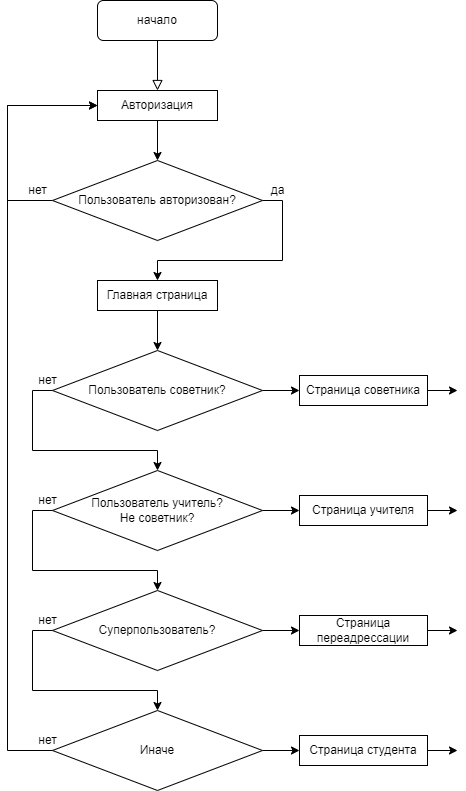 начало
Авторизация
нет
Пользователь авторизован?
да
Главная страница
нет
Пользователь советник?
Страница советника
нет
Пользователь учитель?
Не советник?
Страница учителя
нет
Суперпользователь?
Страница
переадрессации
нет
Иначе
Страница студента